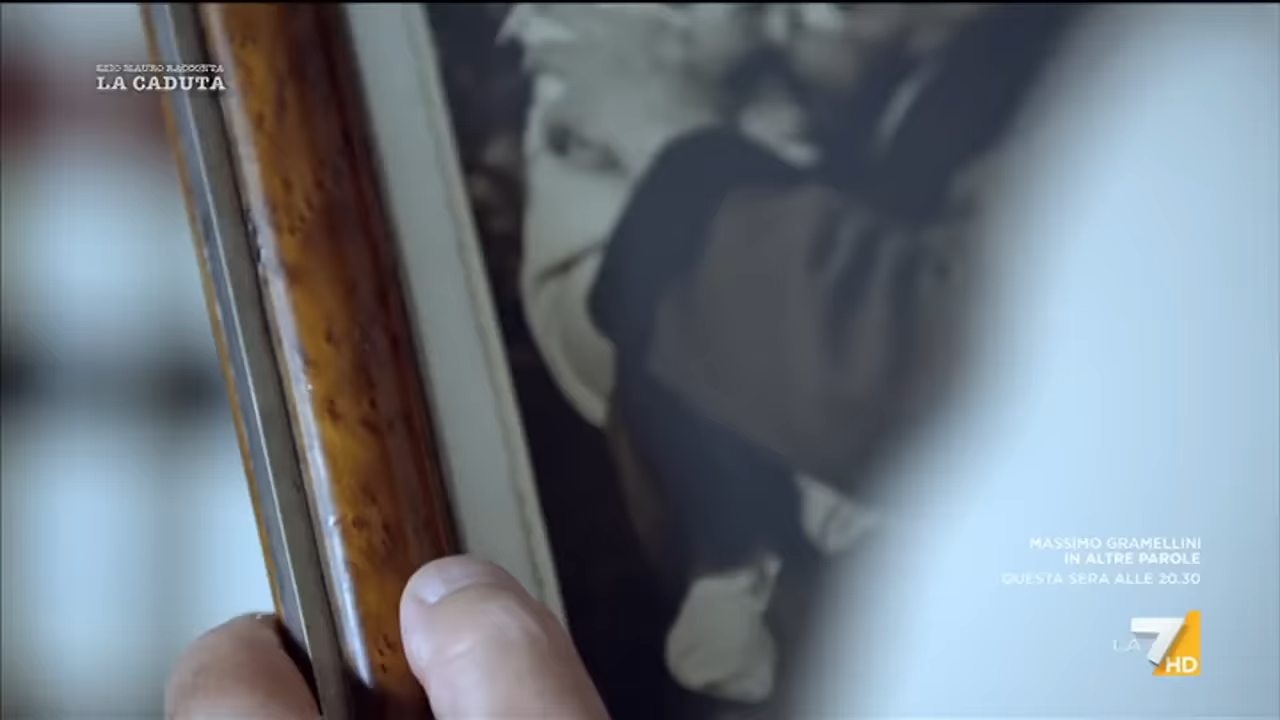 EZIO MAURO RACCONTA
LA CADUTA
MASSIMO GRAMELLINI
IN ALTRE PAROLE
QUESTA SERA ALLE 20.30
LA7
HD